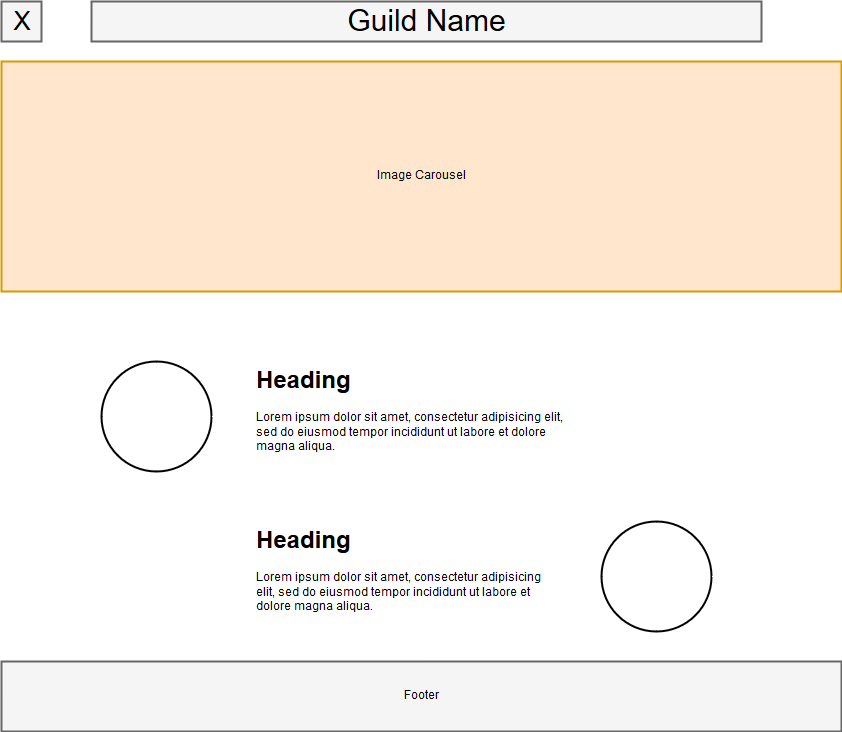 X
Guild Name
Image Carousel
Heading
Lorem ipsum dolor sit amet, consectetur adipisicing elit,
sed do eiusmod tempor incididunt ut labore et dolore
magna aliqua.
Heading
Lorem ipsum dolor sit amet, consectetur adipisicing
elit, sed do eiusmod tempor incididunt ut labore et
dolore magna aliqua.
Footer